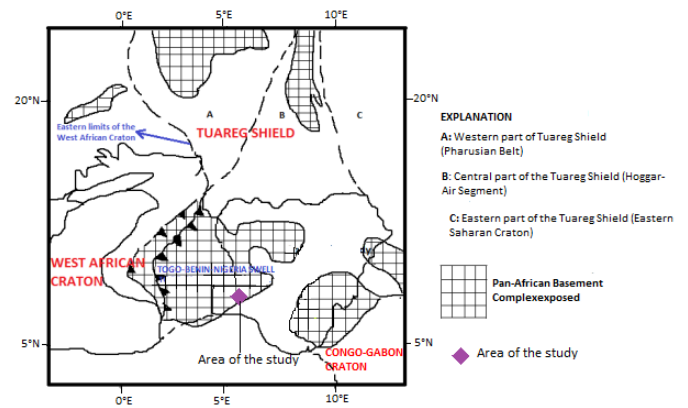 0°E
5°E
10°E
20°N
20°N
A
B
C
Eastern limits of the
West African Craton
TUAREG SHIELD
WEST AFRICAN
CRATON
TOGO-BENIN-NIGERIA SWELL
5°N
5°N
CONGO-GABON
CRATON
Area of the study
0°E
5°E
10°E
EXPLANATION
A: Western part of Tuareg Shield
(Pharusian Belt)
B: Central part of the Tuareg Shield (Hoggar-
Air Segment)
C: Eastern part of the Tuareg Shield (Eastern
Saharan Craton)
Pan-African Basement
Complexexposed
Area of the study